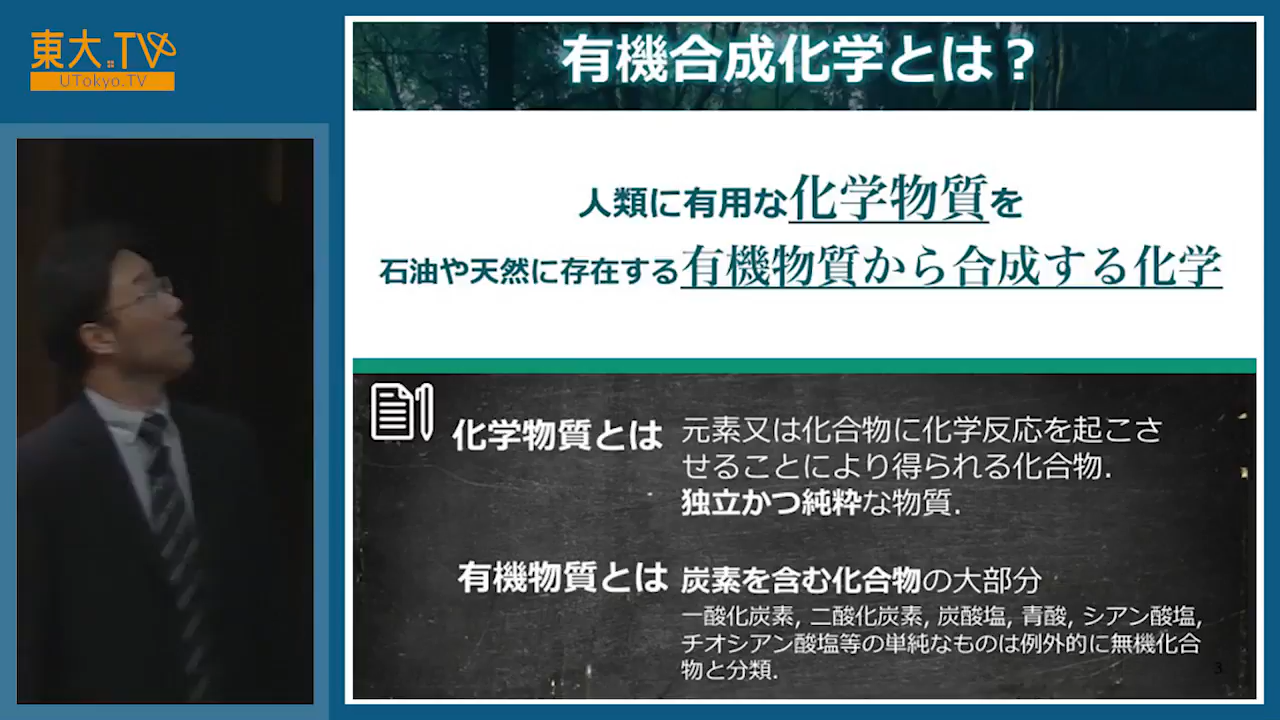 東大.TV
UTokyo.TV
有機合成化学とは？
人類に有用な化学物質を
石油や天然に存在する有機物質から合成する化学
化学物質とは
元素又は化合物に化学反応を起こさ
せることにより得られる化合物.
独立かつ純粋な物質.
有機物質とは
炭素を含む化合物の大部分
一酸化炭素, 二酸化炭素, 炭酸塩, 青酸, シアン酸塩,
チオシアン酸塩等の単純なものは例外的に無機化合
物と分類.
3